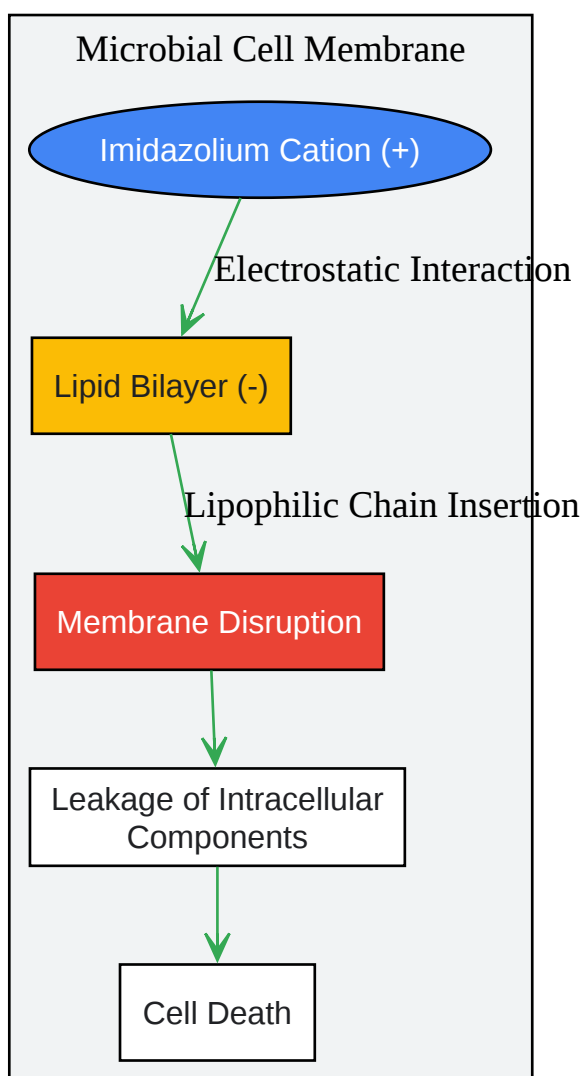 Microbial Cell Membrane
Imidazolium Cation (+)
Electrostatic Interaction
Lipid Bilayer (-)
Lipophilic Chain Insertion
Membrane Disruption
Leakage of Intracellular
Components
Cell Death